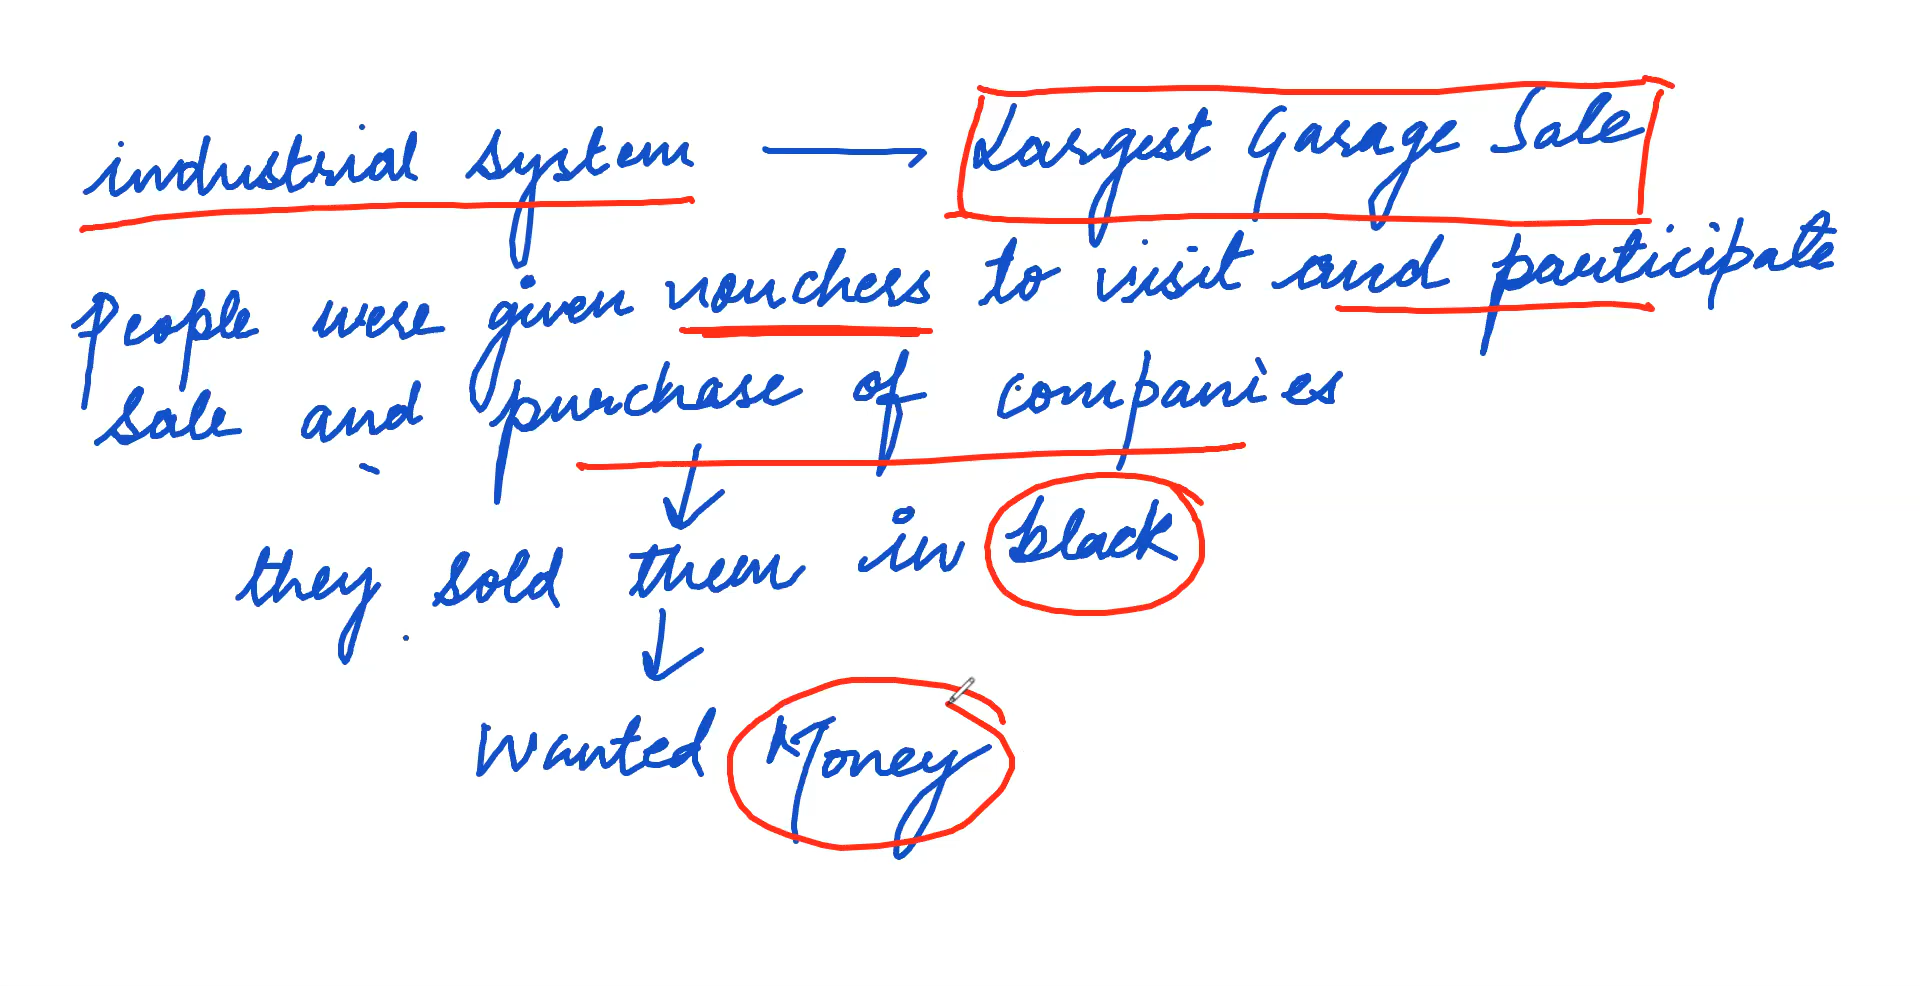 industrial system → Largest Garage Sale
People were given vouchers to visit and participate
sale and purchase of companies
they sold them in black
Wanted Money